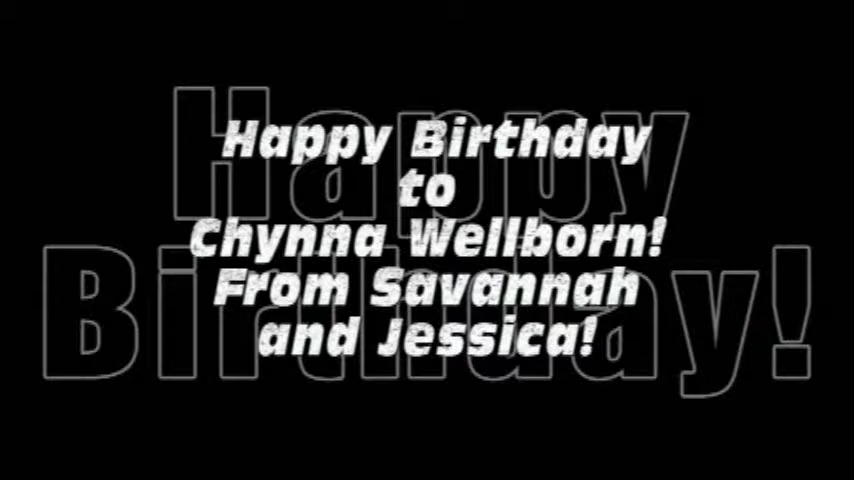 Happy
Birthday!
Happy Birthday
to
Chynna Wellborn!
From Savannah
and Jessica!